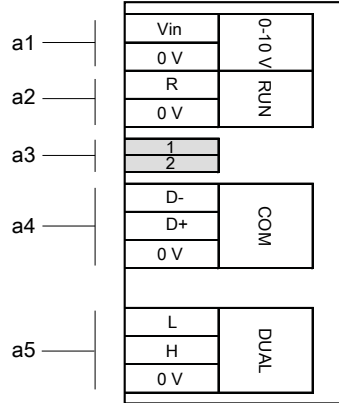 a1
Vin
0 V
0-10 V
a2
R
0 V
RUN
a3
1
2
a4
D-
D+
0 V
COM
a5
L
H
0 V
DUAL